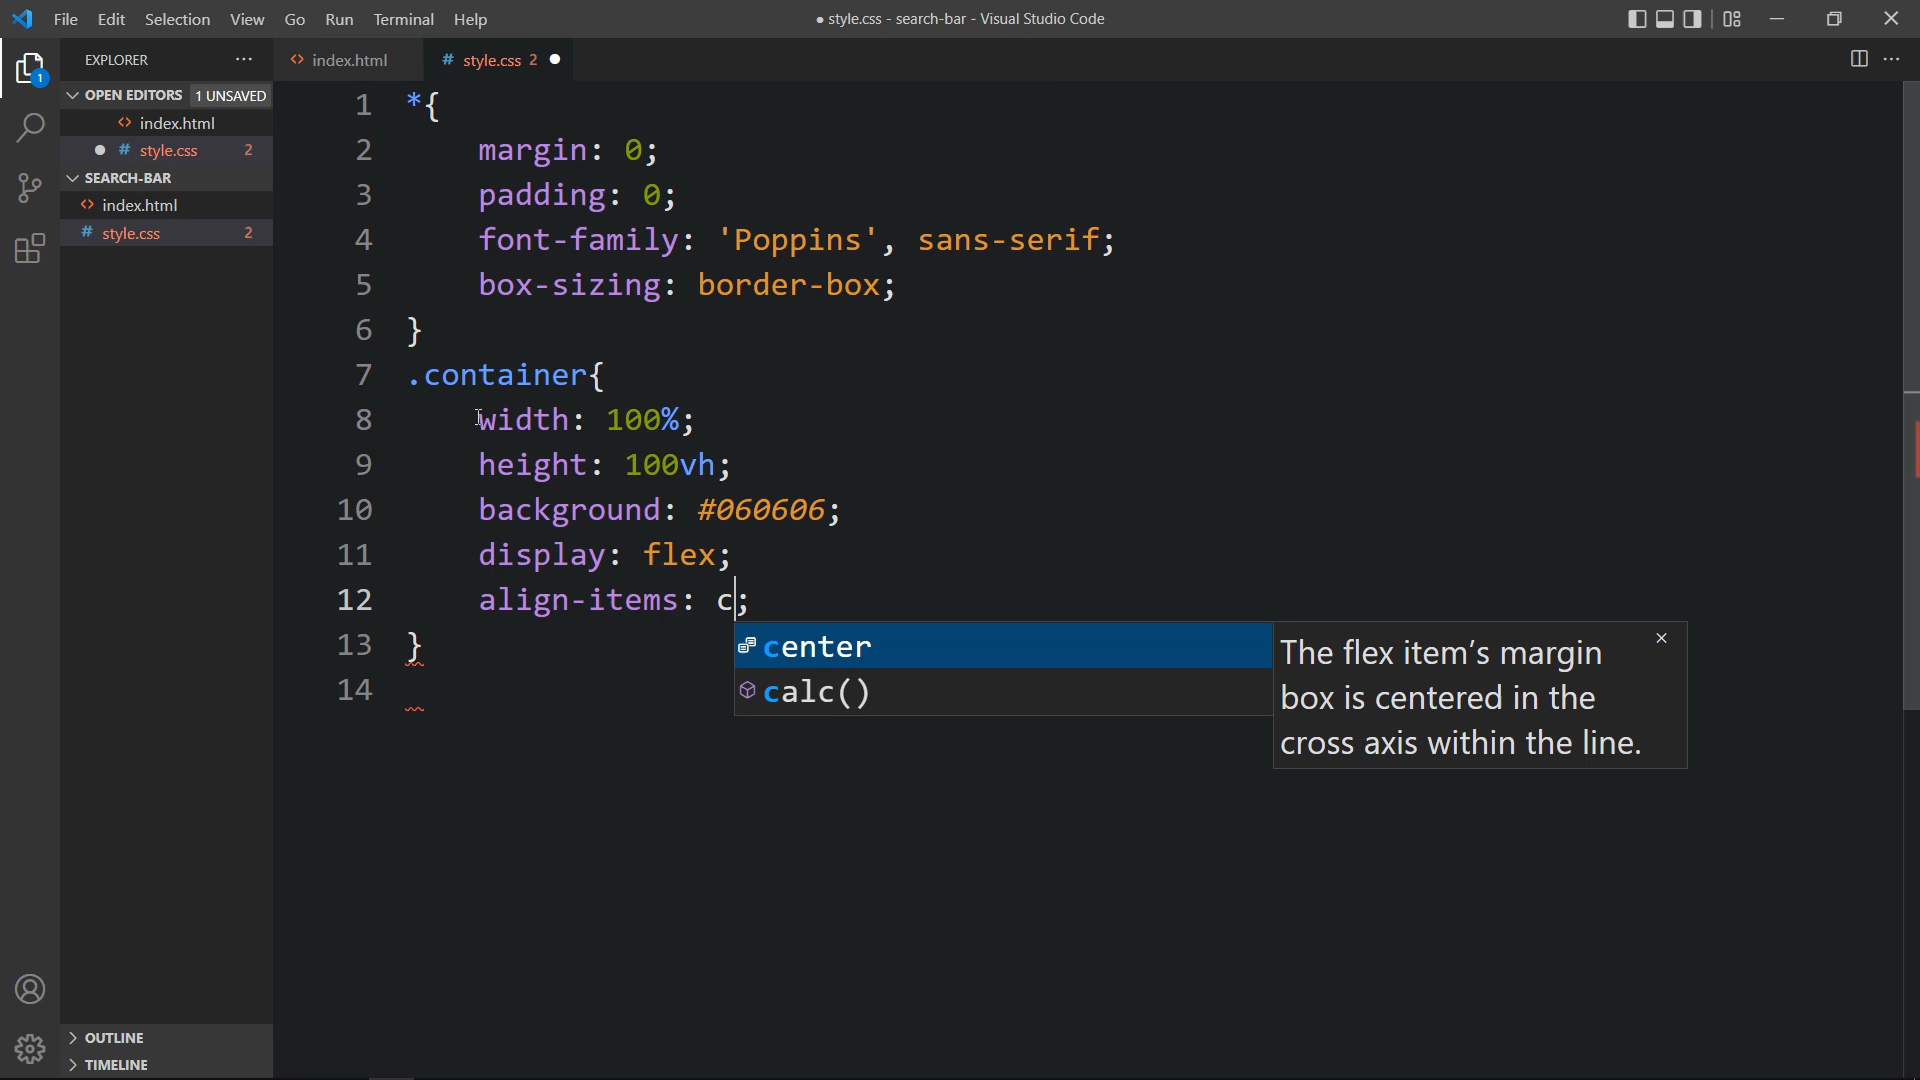 File Edit Selection View Go Run Terminal Help
● style.css - search-bar - Visual Studio Code
EXPLORER ···
<> index.html
# style.css 2 ●
OPEN EDITORS 1 UNSAVED
<> index.html
● # style.css 2
SEARCH-BAR
<> index.html
# style.css 2
OUTLINE
TIMELINE
1
1 *{
2 margin: 0;
3 padding: 0;
4 font-family: 'Poppins', sans-serif;
5 box-sizing: border-box;
6 }
7 .container{
8 width: 100%;
9 height: 100vh;
10 background: #060606;
11 display: flex;
12 align-items: c;
13 }
14
center
calc()
The flex item's margin
box is centered in the
cross axis within the line.